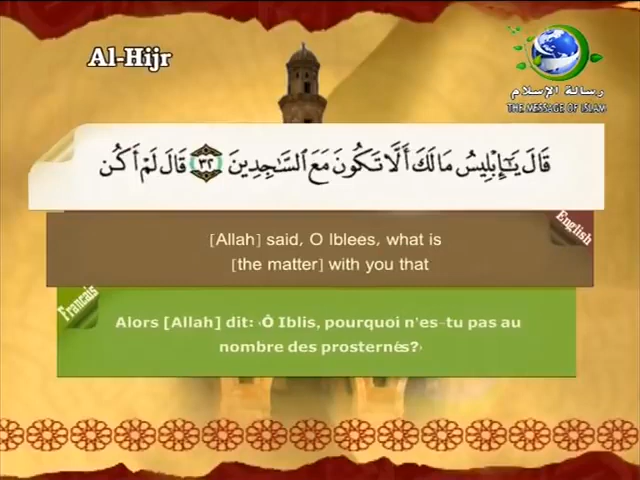 Al-Hijr
رسالة الإسلام
THE MESSAGE OF ISLAM
قَالَ يَـٰٓإِبْلِيسُ مَا لَكَ أَلَّا تَكُونَ مَعَ ٱلسَّـٰجِدِينَ ٣٢ قَالَ لَمْ أَكُن
English
[Allah] said, O Iblees, what is
[the matter] with you that
Francais
Alors [Allah] dit: ‹Ô Iblis, pourquoi n'es-tu pas au
nombre des prosternés?›